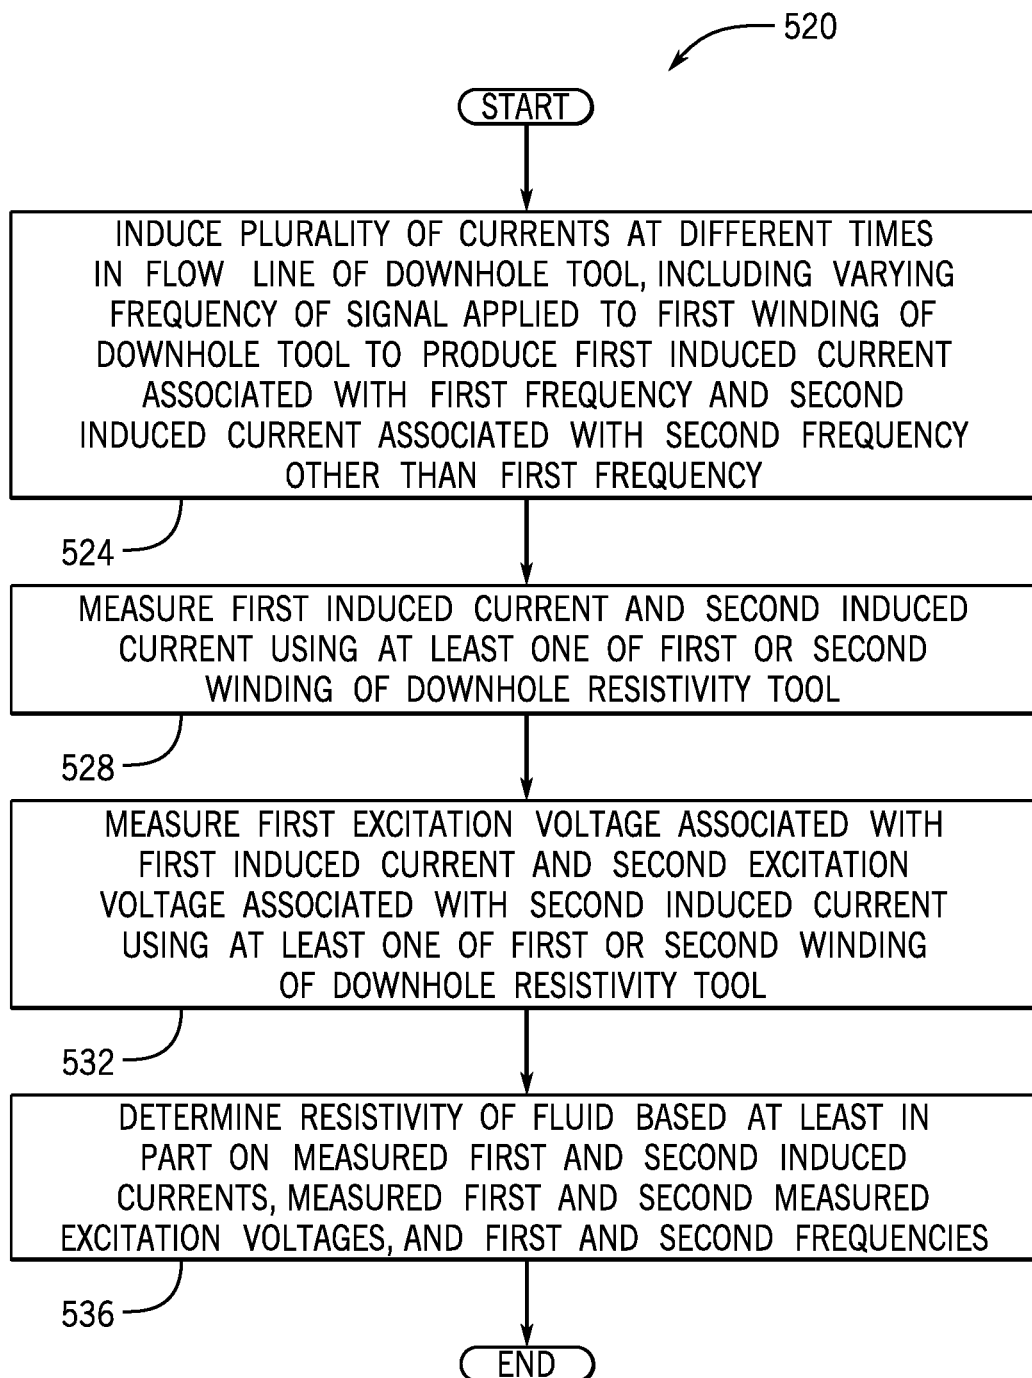 520
START
INDUCE PLURALITY OF CURRENTS AT DIFFERENT TIMES
IN FLOW LINE OF DOWNHOLE TOOL, INCLUDING VARYING
FREQUENCY OF SIGNAL APPLIED TO FIRST WINDING OF
DOWNHOLE TOOL TO PRODUCE FIRST INDUCED CURRENT
ASSOCIATED WITH FIRST FREQUENCY AND SECOND
INDUCED CURRENT ASSOCIATED WITH SECOND FREQUENCY
OTHER THAN FIRST FREQUENCY
524
MEASURE FIRST INDUCED CURRENT AND SECOND INDUCED
CURRENT USING AT LEAST ONE OF FIRST OR SECOND
WINDING OF DOWNHOLE RESISTIVITY TOOL
528
MEASURE FIRST EXCITATION VOLTAGE ASSOCIATED WITH
FIRST INDUCED CURRENT AND SECOND EXCITATION
VOLTAGE ASSOCIATED WITH SECOND INDUCED CURRENT
USING AT LEAST ONE OF FIRST OR SECOND WINDING
OF DOWNHOLE RESISTIVITY TOOL
532
DETERMINE RESISTIVITY OF FLUID BASED AT LEAST IN
PART ON MEASURED FIRST AND SECOND INDUCED
CURRENTS, MEASURED FIRST AND SECOND MEASURED
EXCITATION VOLTAGES, AND FIRST AND SECOND FREQUENCIES
536
END